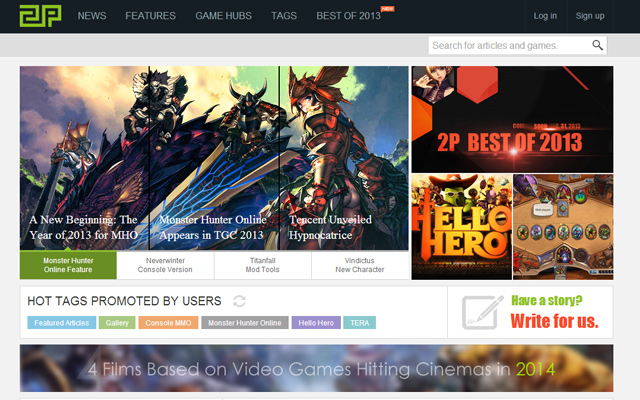 2P
NEWS
FEATURES
GAME HUBS
TAGS
BEST OF 2013
NEW
Log in
Sign up
Search for articles and games.
A New Beginning: The
Year of 2013 for MHO
Monster Hunter Online
Appears in TGC 2013
Tencent Unveiled
Hypnocatrice
2P BEST OF 2013
HELLO
HERO
Monster Hunter
Online Feature
Neverwinter
Console Version
Titanfall
Mod Tools
Vindictus
New Character
HOT TAGS PROMOTED BY USERS
Featured Articles
Gallery
Console MMO
Monster Hunter Online
Hello Hero
TERA
Have a story?
Write for us.
4 Films Based on Video Games Hitting Cinemas in 2014